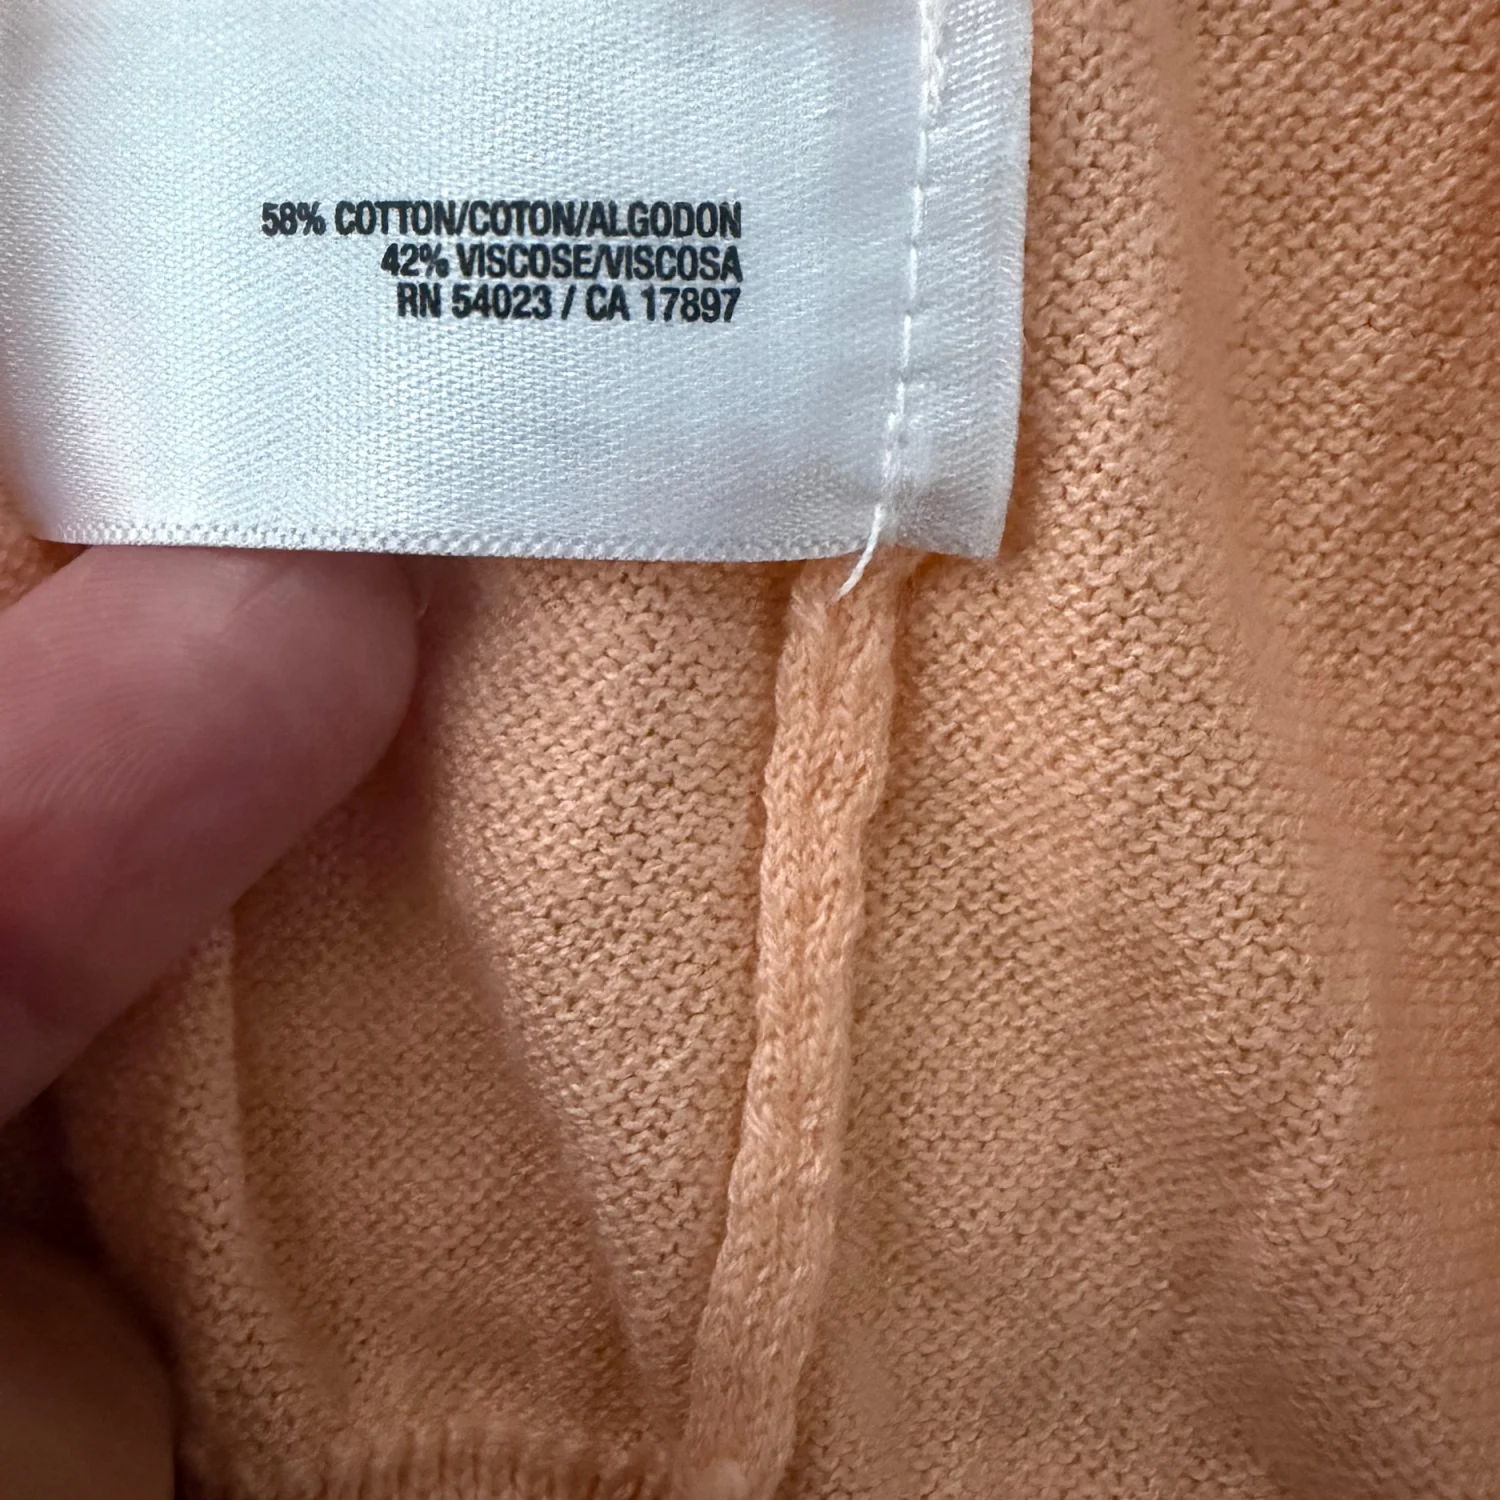 58% COTTON/COTON/ALGODON
42% VISCOSE/VISCOSA
RN 54023 / CA 17897